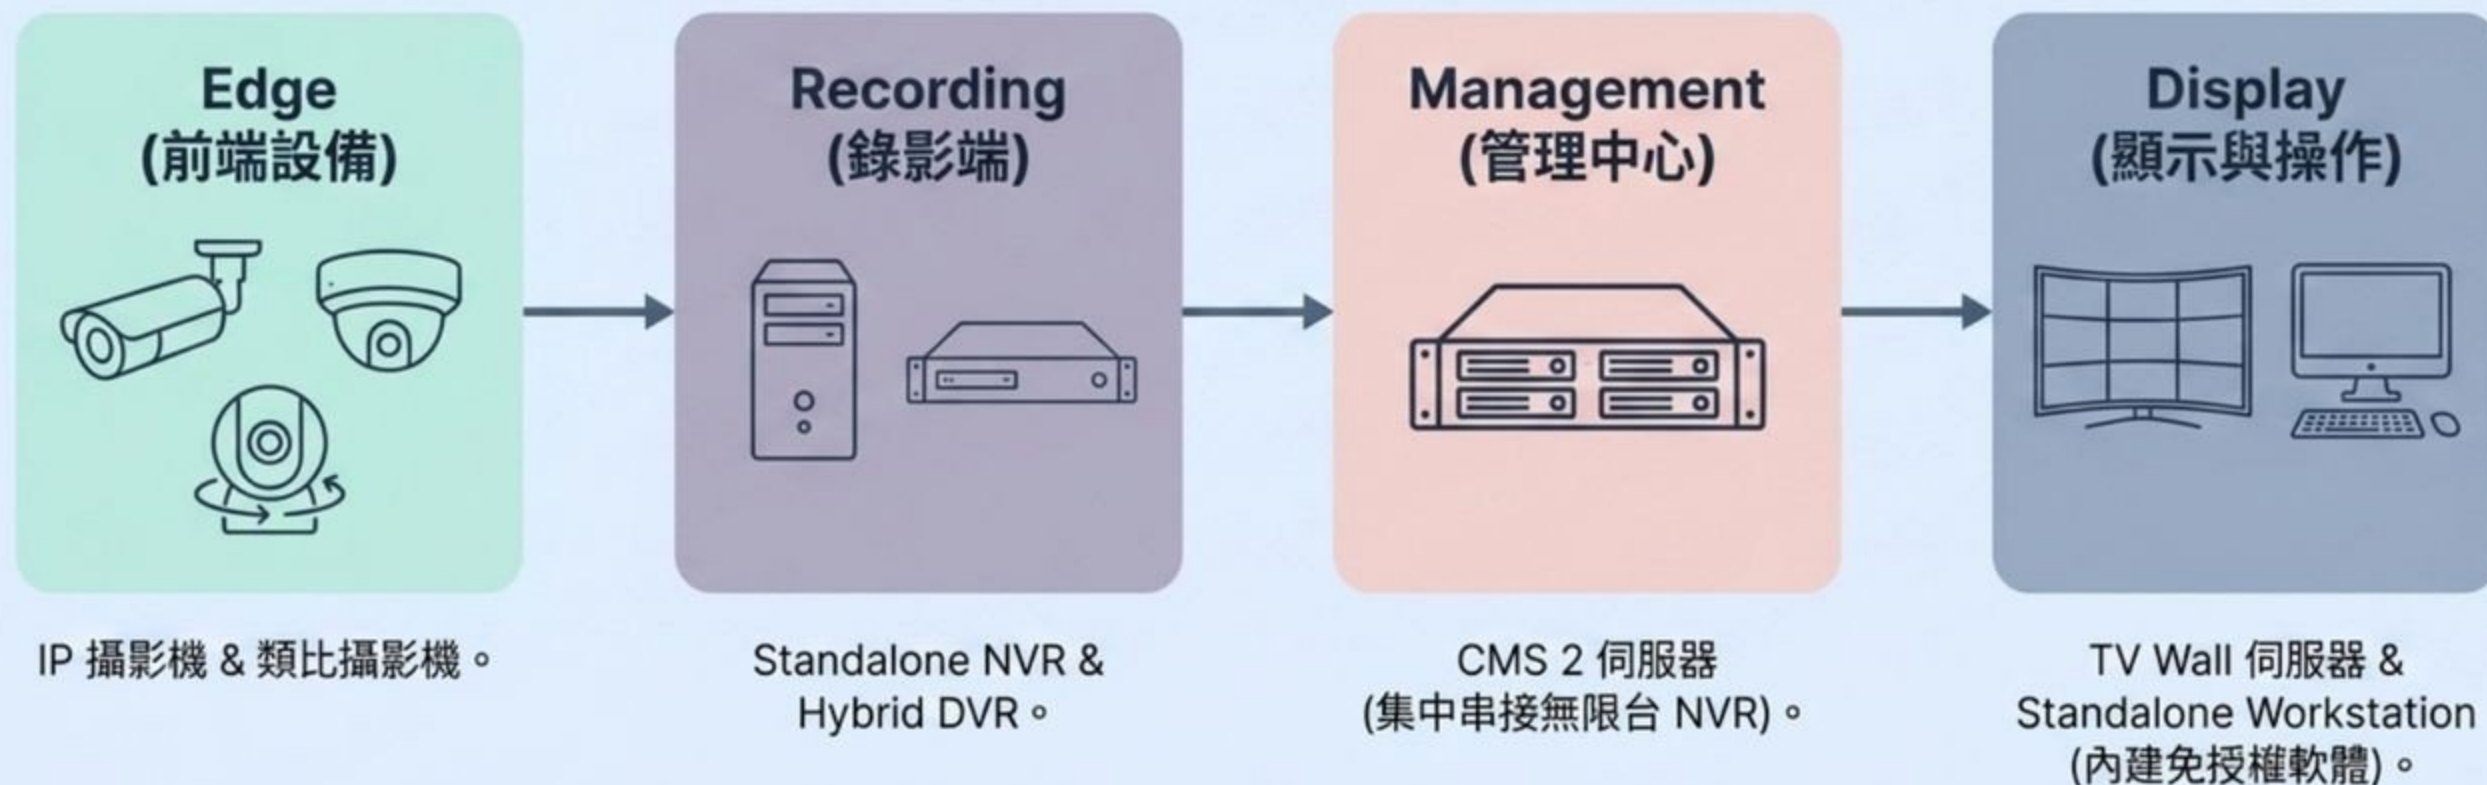 Edge
(前端設備)
IP 攝影機 & 類比攝影機。
Recording
(錄影端)
Standalone NVR &
Hybrid DVR。
Management
(管理中心)
CMS 2 伺服器
(集中串接無限台 NVR)。
Display
(顯示與操作)
TV Wall 伺服器 &
Standalone Workstation
(內建免授權軟體)。